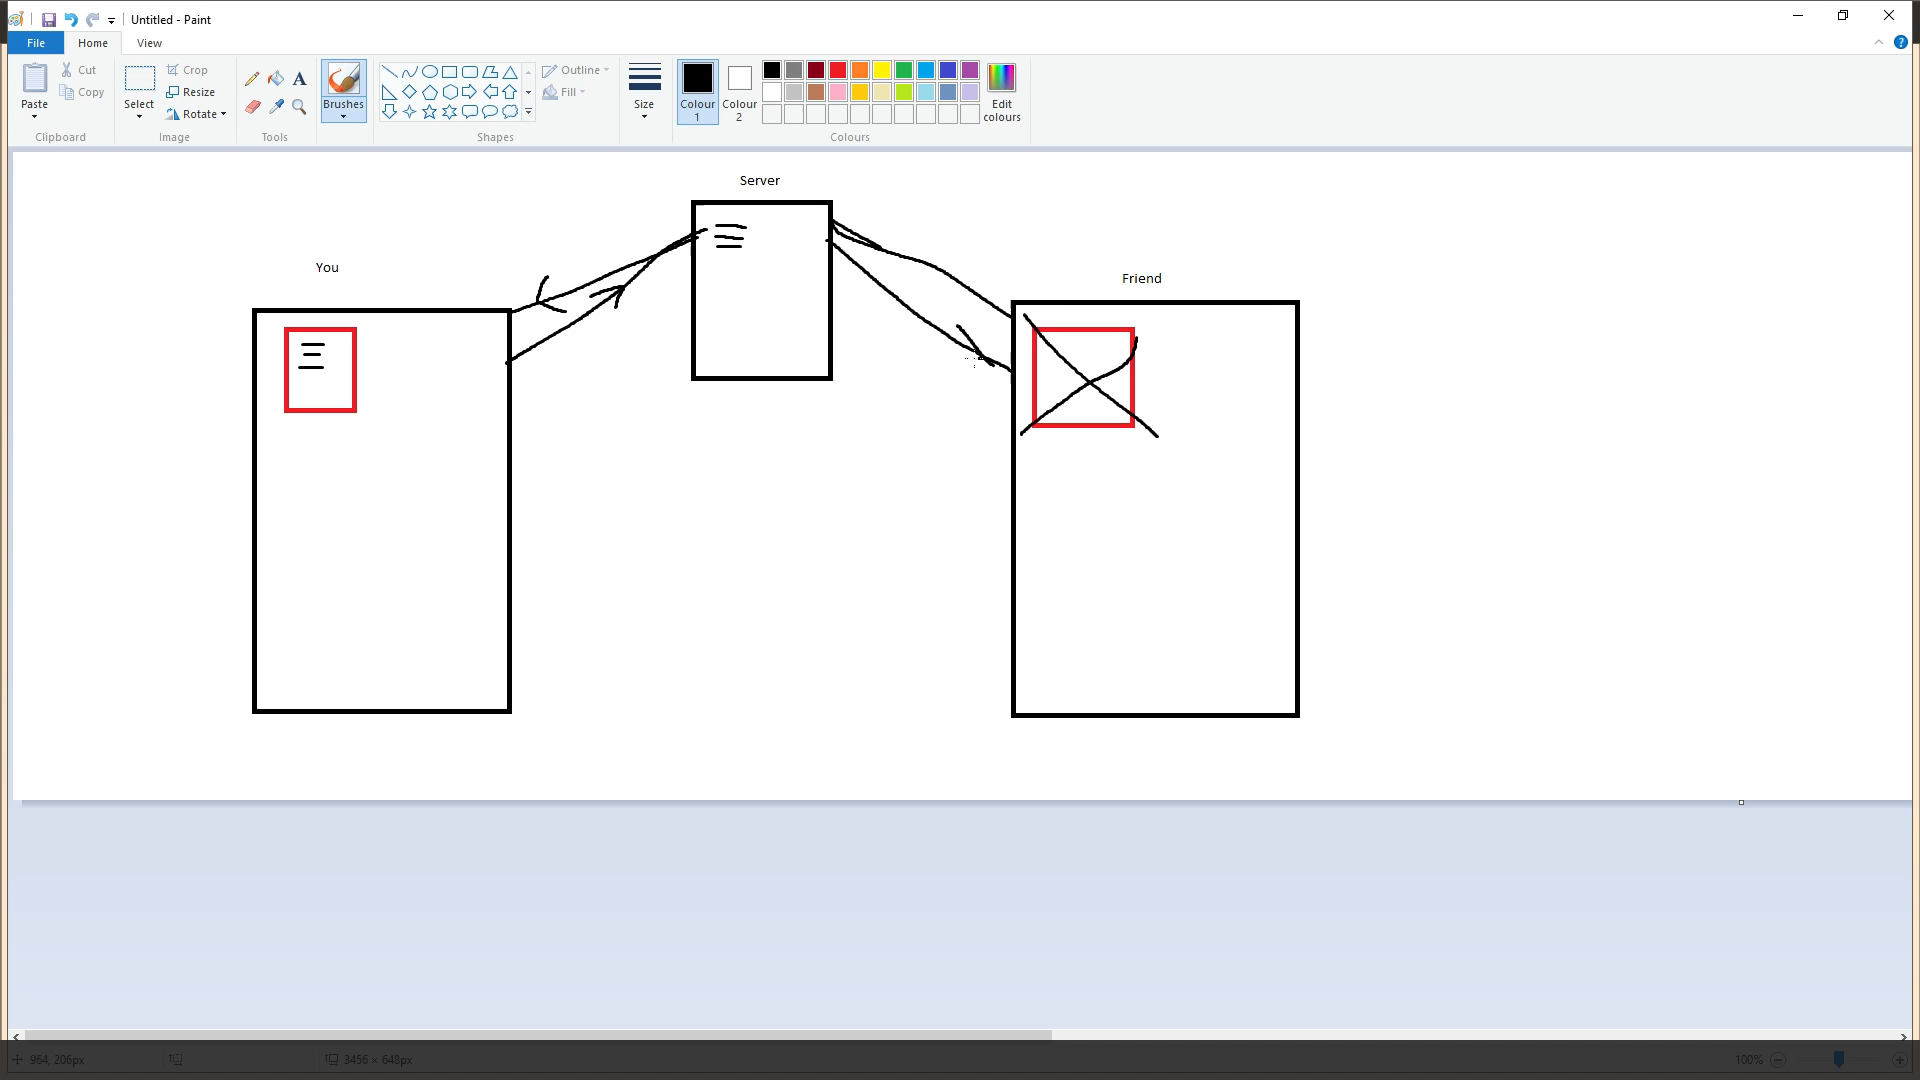 Untitled - Paint
File Home View
Cut
Copy
Paste
Clipboard
Select
Crop
Resize
Rotate
Image
A
Tools
Brushes
Shapes
Outline
Fill
Size
Colour 1
Colour 2
Edit colours
Colours
?
Server
You
Friend
964, 206px
3456 × 648px
100%